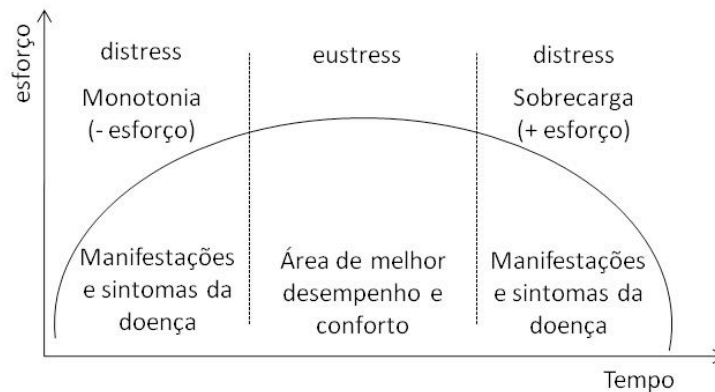 esforço
distress
Monotonia
(- esforço)
eustress
distress
Sobrecarga
(+ esforço)
Manifestações
e sintomas da
doença
Área de melhor
desempenho e
conforto
Manifestações
e sintomas da
doença
Tempo